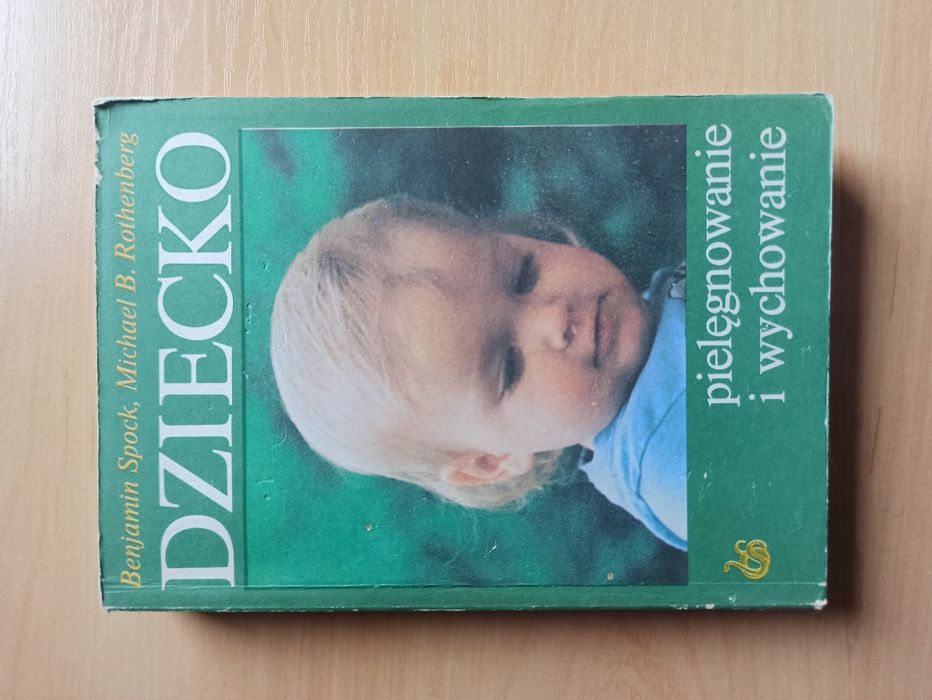 Benjamin Spock, Michael B. Rothenberg
DZIECKO
pielęgnowanie
i wychowanie